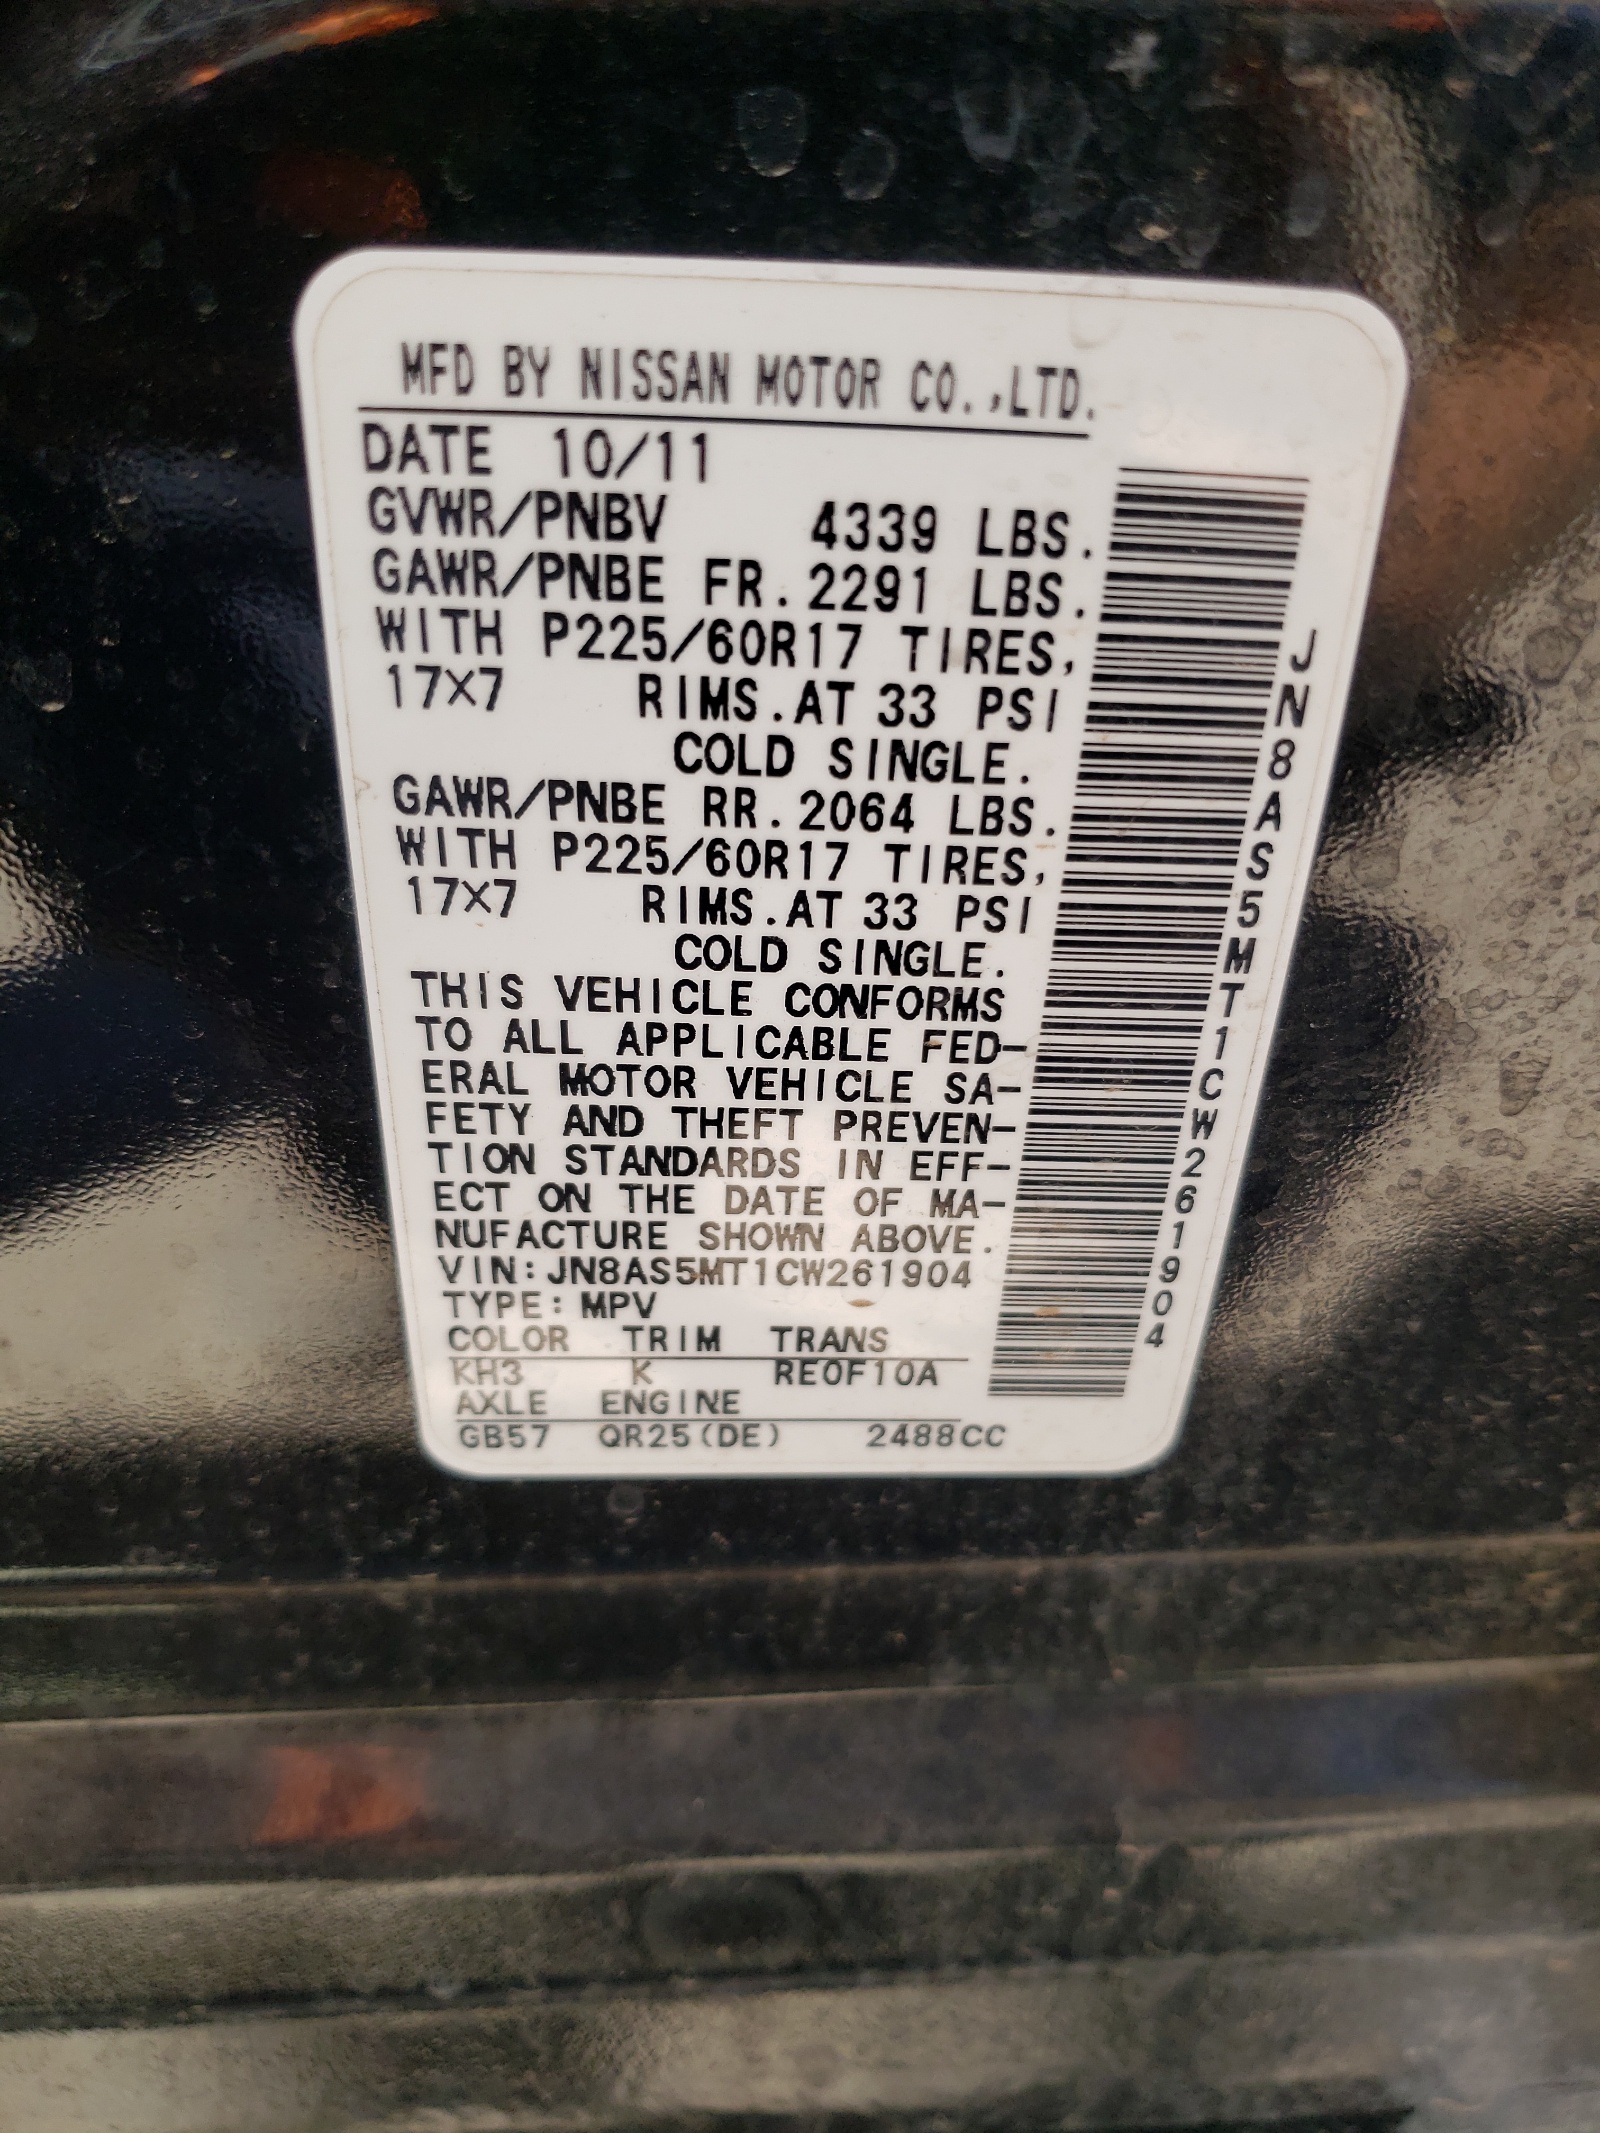 MFD BY NISSAN MOTOR CO.,LTD.
DATE 10/11
GVWR/PNBV 4339 LBS.
GAWR/PNBE FR.2291 LBS.
WITH P225/60R17 TIRES,
17X7 RIMS.AT 33 PSI
COLD SINGLE.
GAWR/PNBE RR.2064 LBS.
WITH P225/60R17 TIRES,
17X7 RIMS.AT 33 PSI
COLD SINGLE.
THIS VEHICLE CONFORMS
TO ALL APPLICABLE FED-
ERAL MOTOR VEHICLE SA-
FETY AND THEFT PREVEN-
TION STANDARDS IN EFF-
ECT ON THE DATE OF MA-
NUFACTURE SHOWN ABOVE.
VIN:JN8AS5MT1CW261904
TYPE:MPV
COLOR TRIM TRANS
KH3 K RE0F10A
AXLE ENGINE
GB57 QR25(DE) 2488CC
JN8AS5MT1CW261904